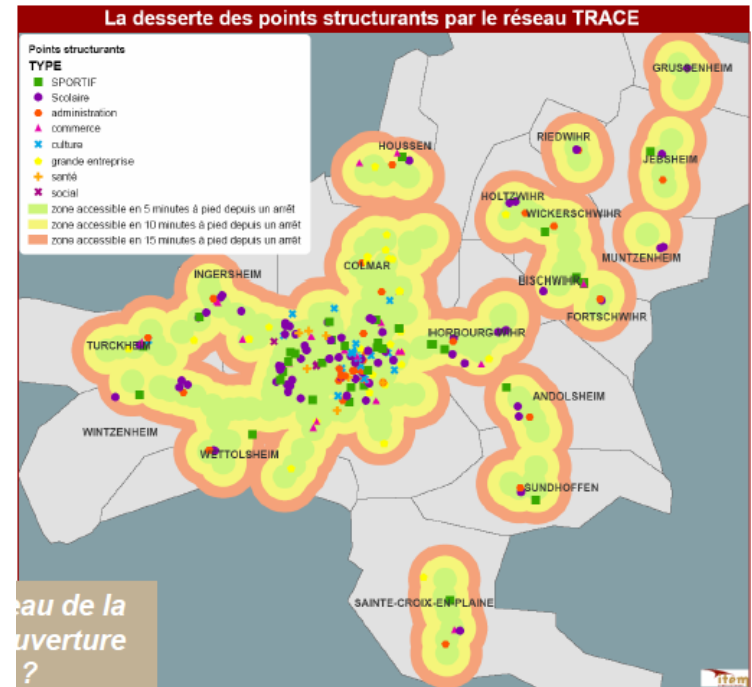 La desserte des points structurants par le réseau TRACE
Points structurants
TYPE
SPORTIF
Scolaire
administration
commerce
culture
grande entreprise
santé
social
zone accessible en 5 minutes à pied depuis un arrêt
zone accessible en 10 minutes à pied depuis un arrêt
zone accessible en 15 minutes à pied depuis un arrêt
GRUSSENHEIM
RIEDWIHR
HOUSSEN
JEBSHEIM
HOLTZWIHR
WICKERSCHWIHR
MUNTZENHEIM
COLMAR
INGERSHEIM
BISCHWIHR
FORTSCHWIHR
HORBOURG-WIHR
TURCKHEIM
ANDOLSHEIM
WINTZENHEIM
WETTOLSHEIM
SUNDHOFFEN
SAINTE-CROIX-EN-PLAINE
eau de la
uverture
?
item